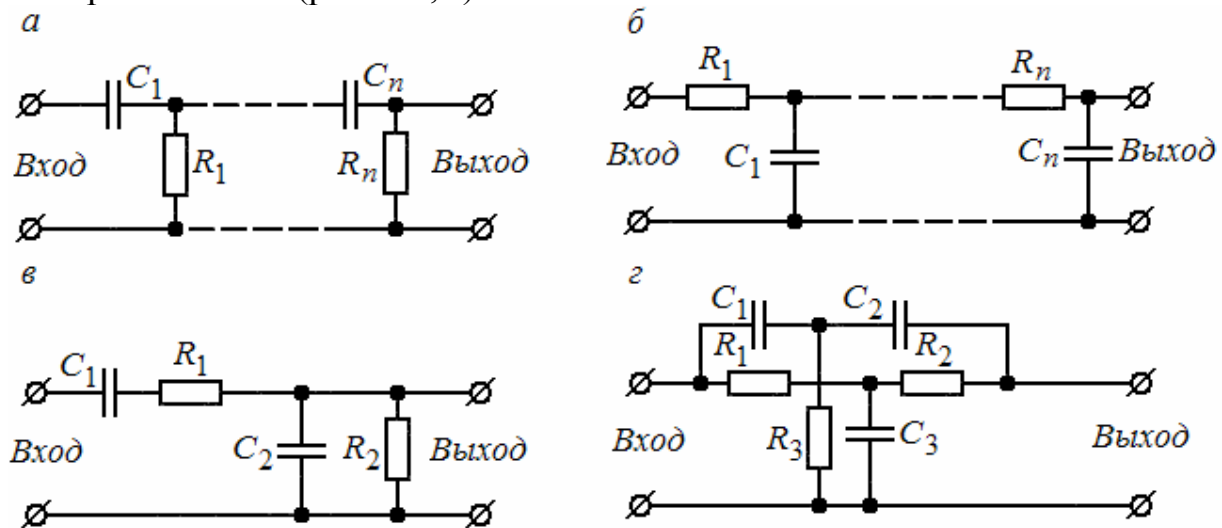 а
C1
Cn
Вход
R1
Rn
Выход
б
R1
Rn
Вход
C1
Cn
Выход
в
C1
R1
Вход
C2
R2
Выход
г
C1
C2
R1
R2
Вход
R3
C3
Выход